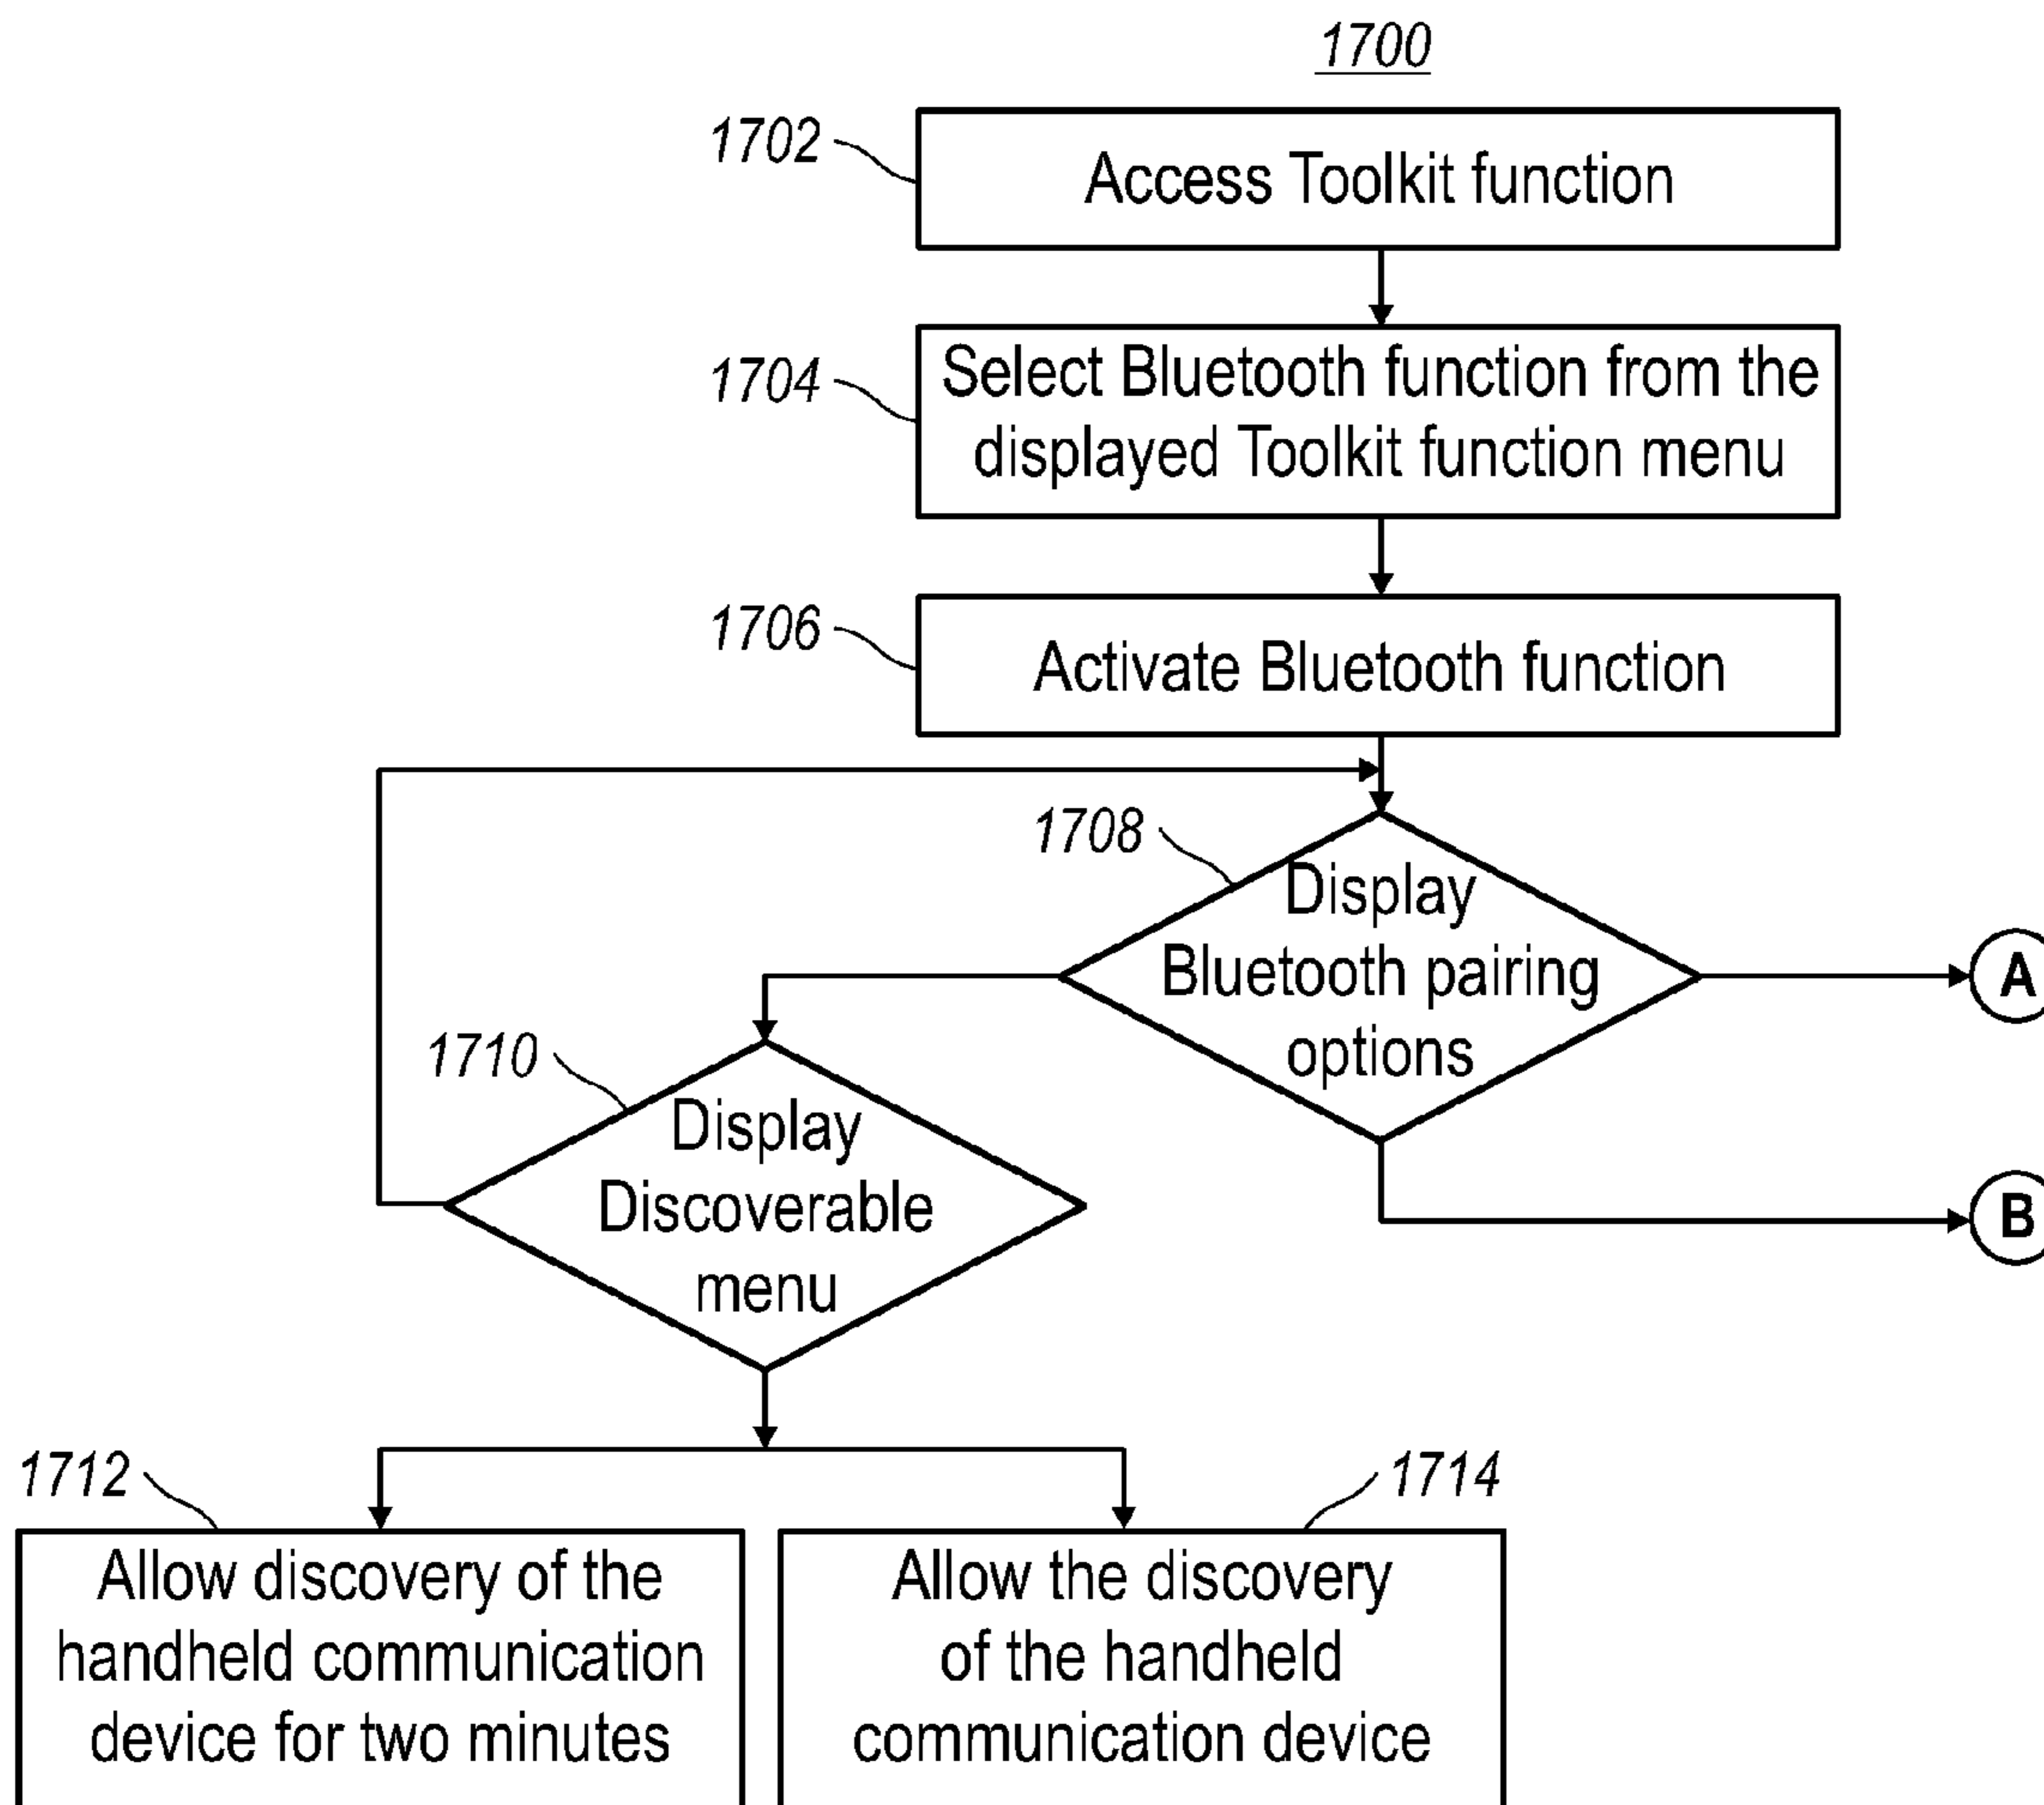 1700
1702
Access Toolkit function
1704
Select Bluetooth function from the
displayed Toolkit function menu
1706
Activate Bluetooth function
1708
Display
Bluetooth pairing
options
A
1710
Display
Discoverable
menu
B
1712
Allow discovery of the
handheld communication
device for two minutes
1714
Allow the discovery
of the handheld
communication device